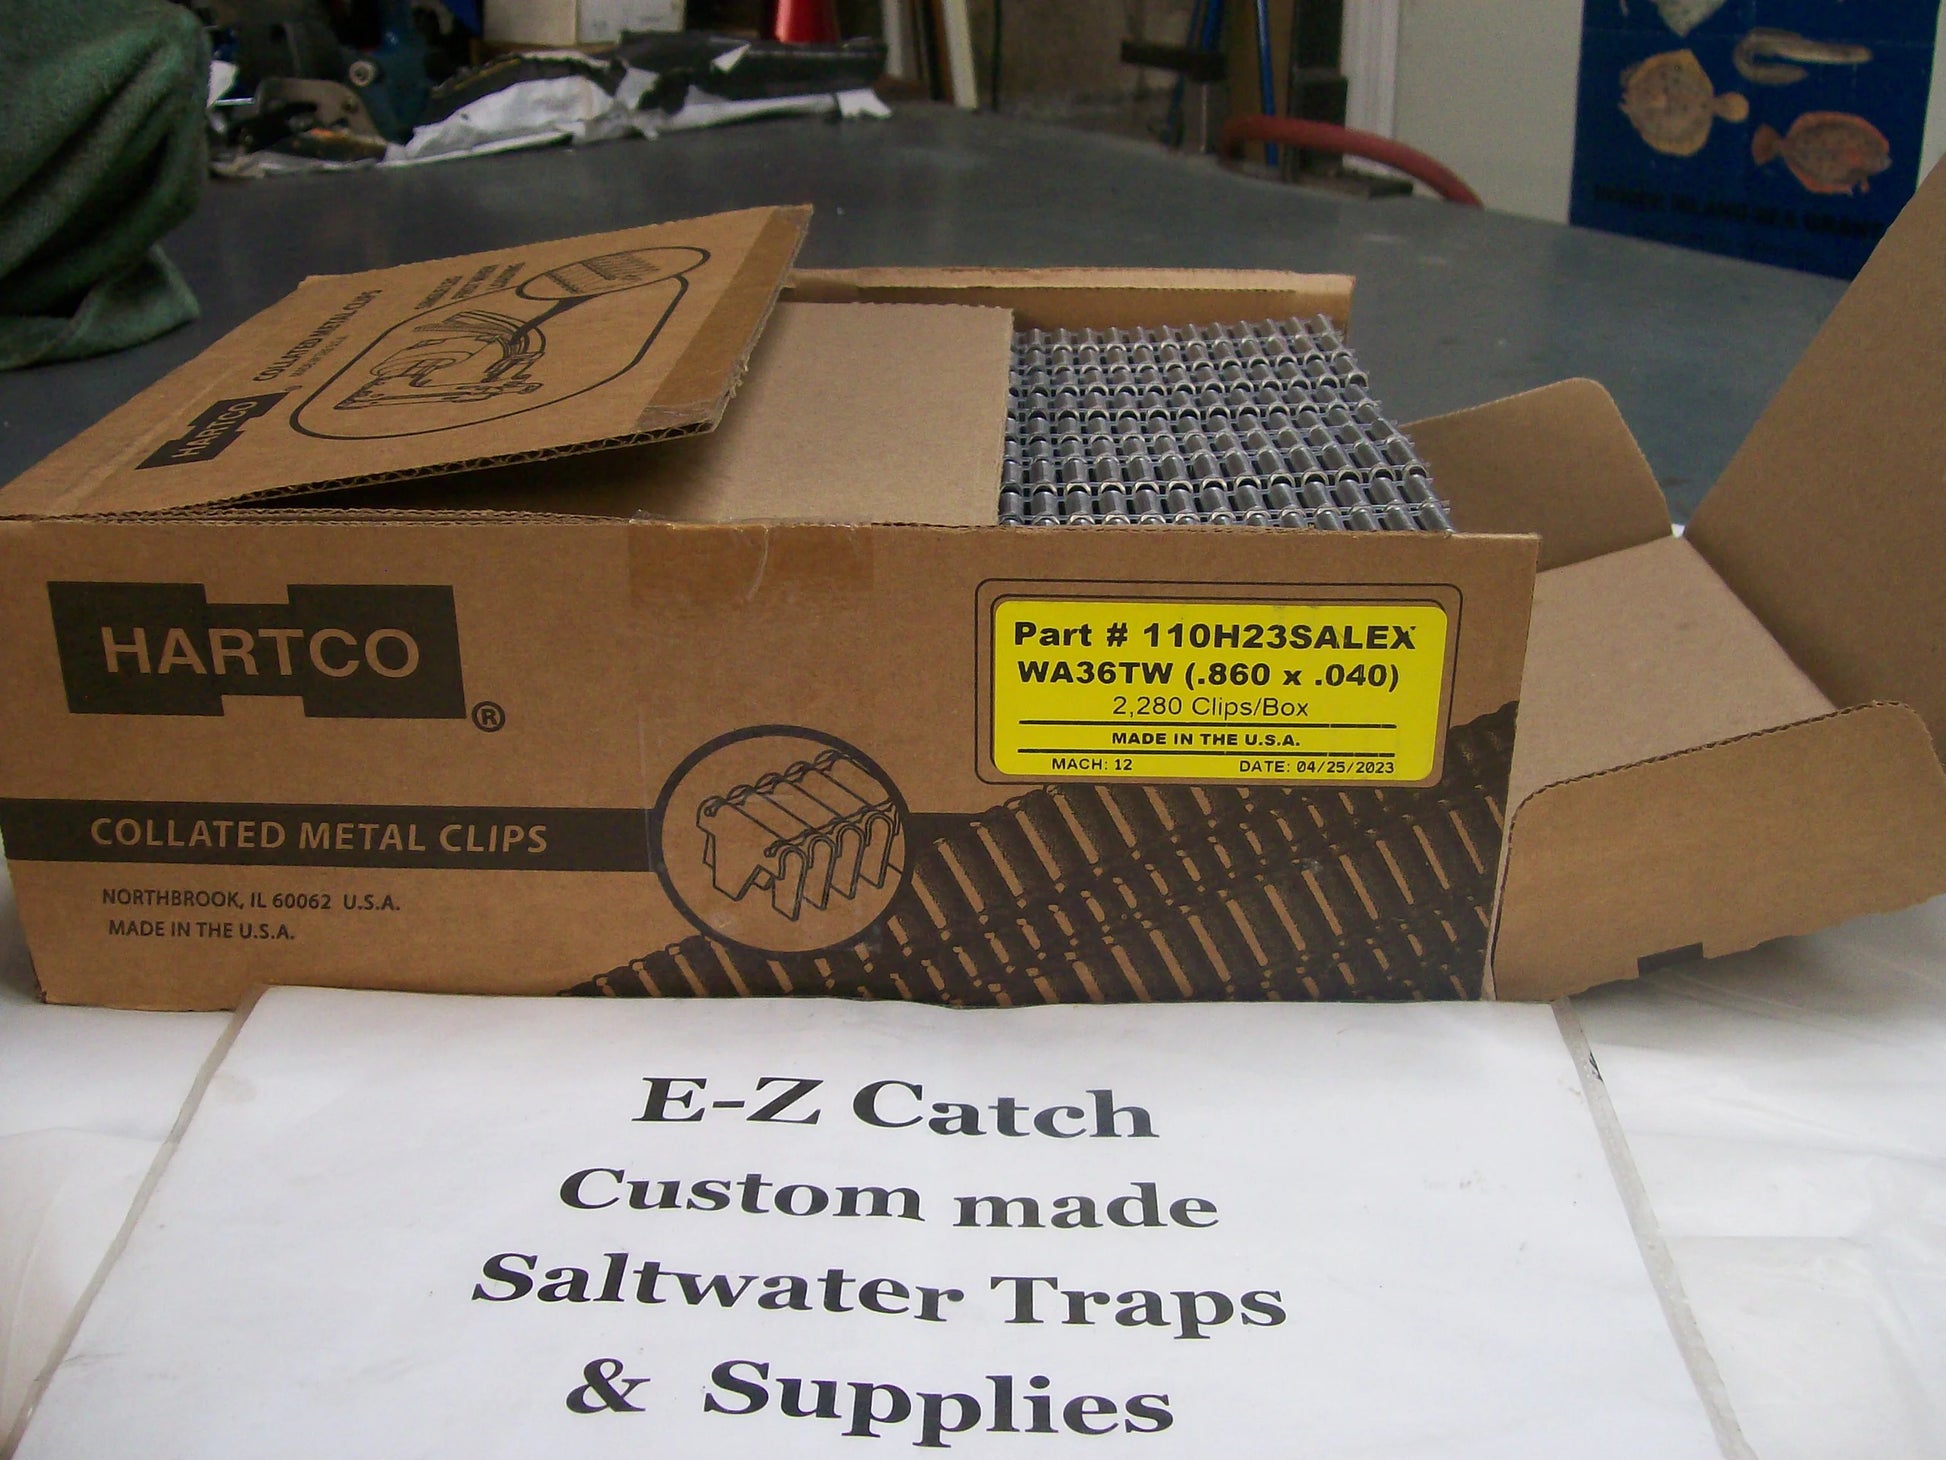 COLLATED METAL CLIPS
HARTCO
HARTCO
®
Part # 110H23SALEX
WA36TW (.860 x .040)
2,280 Clips/Box
MADE IN THE U.S.A.
MACH: 12 DATE: 04/25/2023
COLLATED METAL CLIPS
NORTHBROOK, IL 60062 U.S.A.
MADE IN THE U.S.A.
E-Z Catch
Custom made
Saltwater Traps
& Supplies